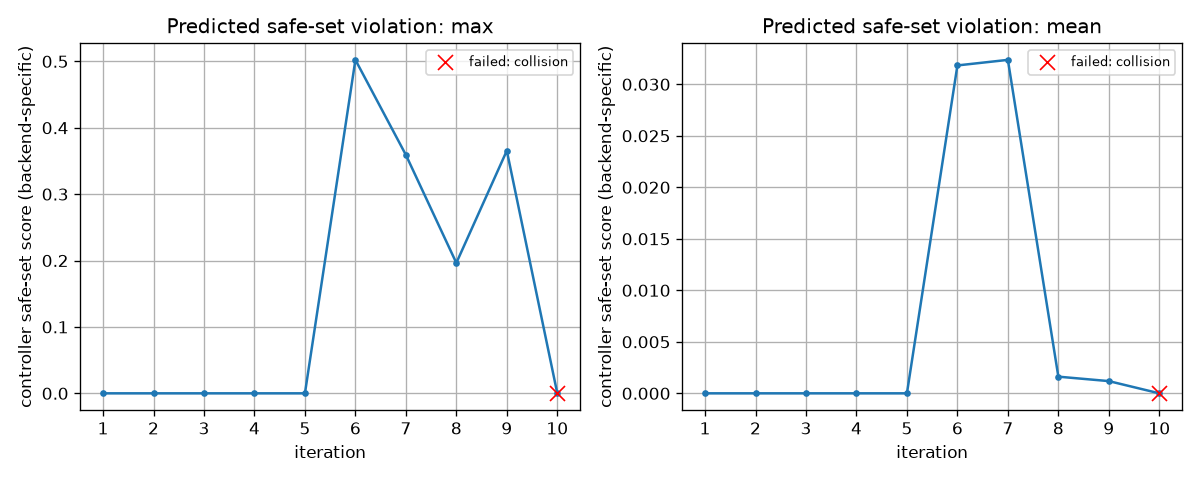 Predicted safe-set violation: max
controller safe-set score (backend-specific)
0.5
0.4
0.3
0.2
0.1
0.0
failed: collision
1 2 3 4 5 6 7 8 9 10
iteration
Predicted safe-set violation: mean
controller safe-set score (backend-specific)
0.030
0.025
0.020
0.015
0.010
0.005
0.000
failed: collision
1 2 3 4 5 6 7 8 9 10
iteration